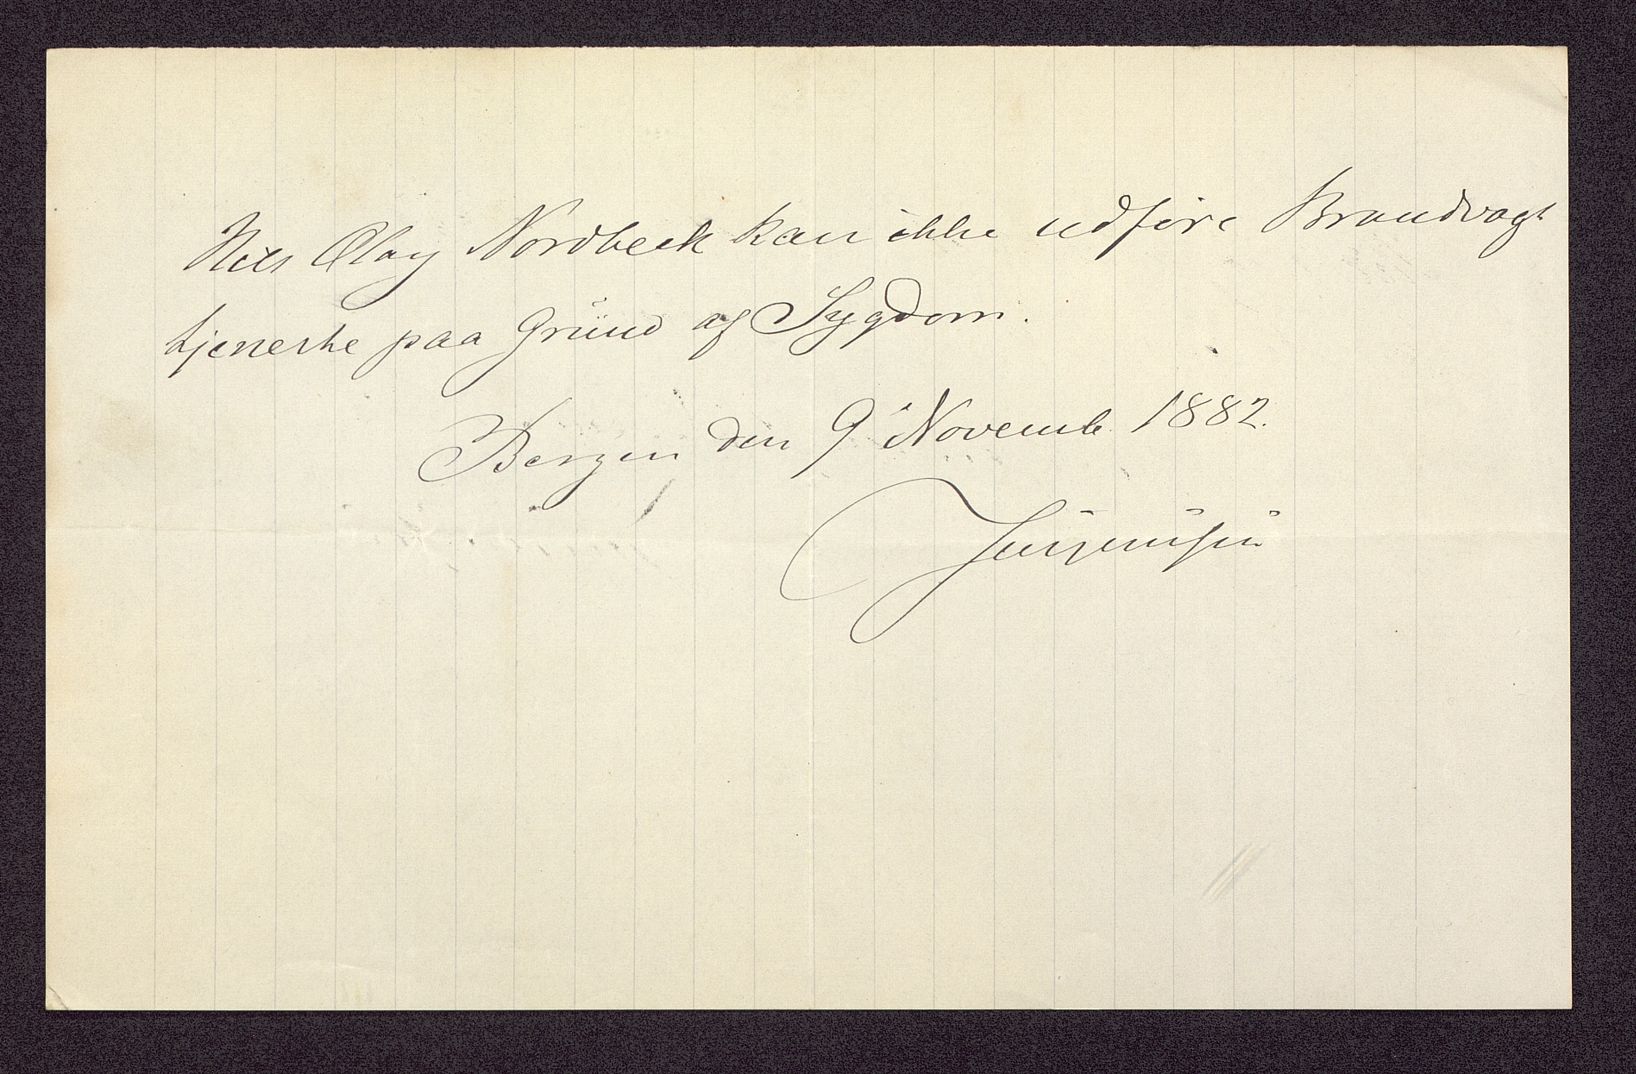 Nils Olay Nordbeck kan ikke udføre Brandvagt
tjeneste paa Grund af Sygdom.
Bergen den 9 Novemb. 1882.